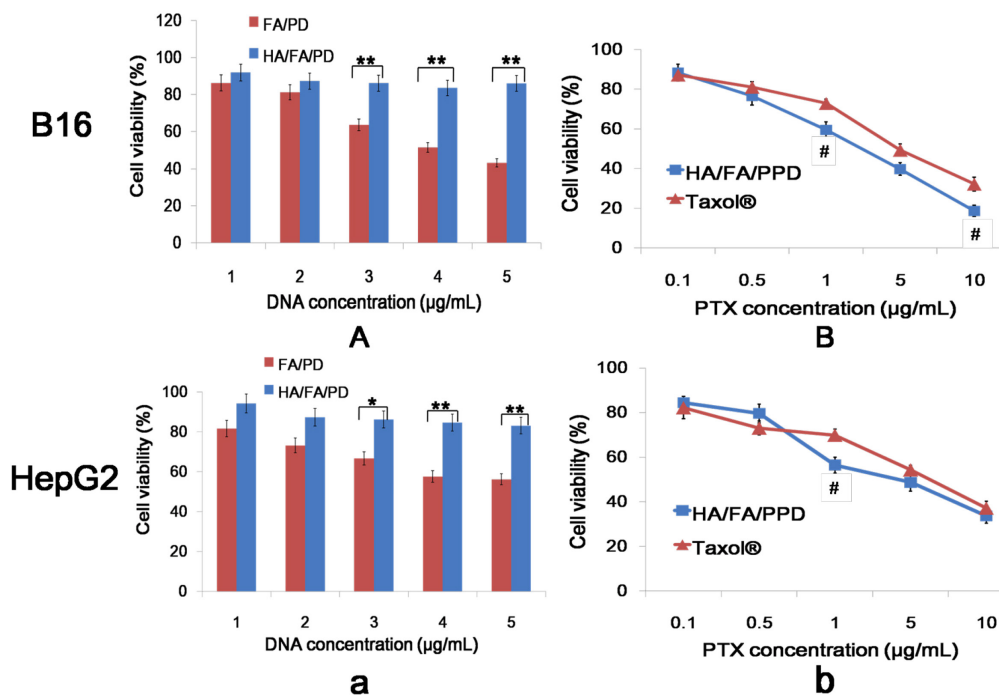 B16
FA/PD
HA/FA/PD
Cell viability (%)
120
100
80
60
40
20
0
** ** **
1 2 3 4 5
DNA concentration (μg/mL)
A
Cell viability (%)
100
80
60
40
20
0
#
#
HA/FA/PPD
Taxol®
0.1 0.5 1 5 10
PTX concentration (μg/mL)
B
HepG2
FA/PD
HA/FA/PD
Cell viability (%)
100
80
60
40
20
0
* ** **
1 2 3 4 5
DNA concentration (μg/mL)
a
Cell viability (%)
100
80
60
40
20
0
#
HA/FA/PPD
Taxol®
0.1 0.5 1 5 10
PTX concentration (μg/mL)
b